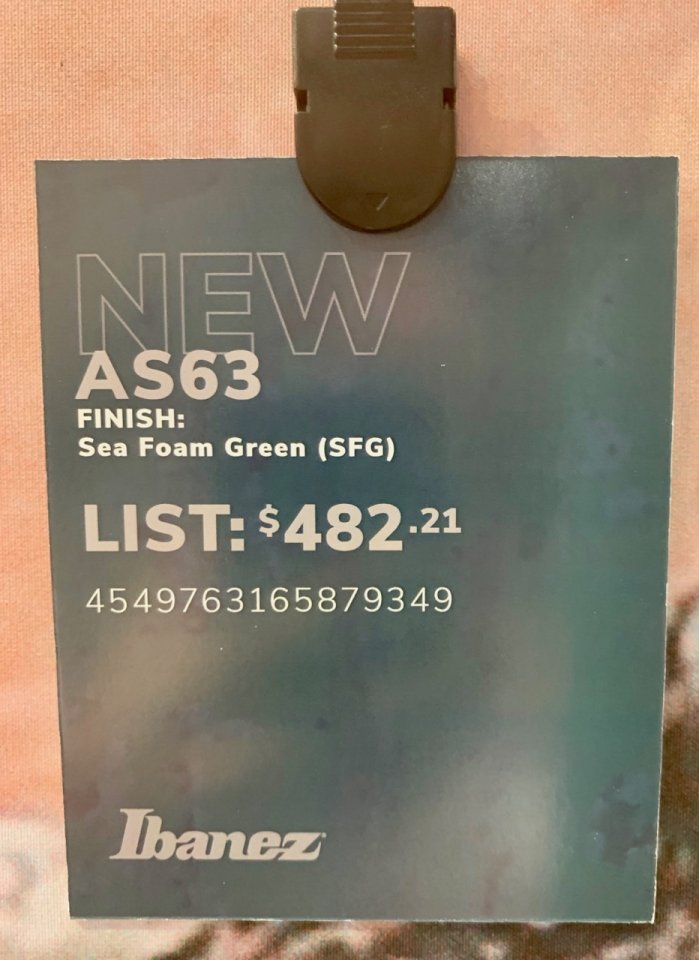 NEW
AS63
FINISH:
Sea Foam Green (SFG)
LIST: $482.21
4549763165879349
Ibanez